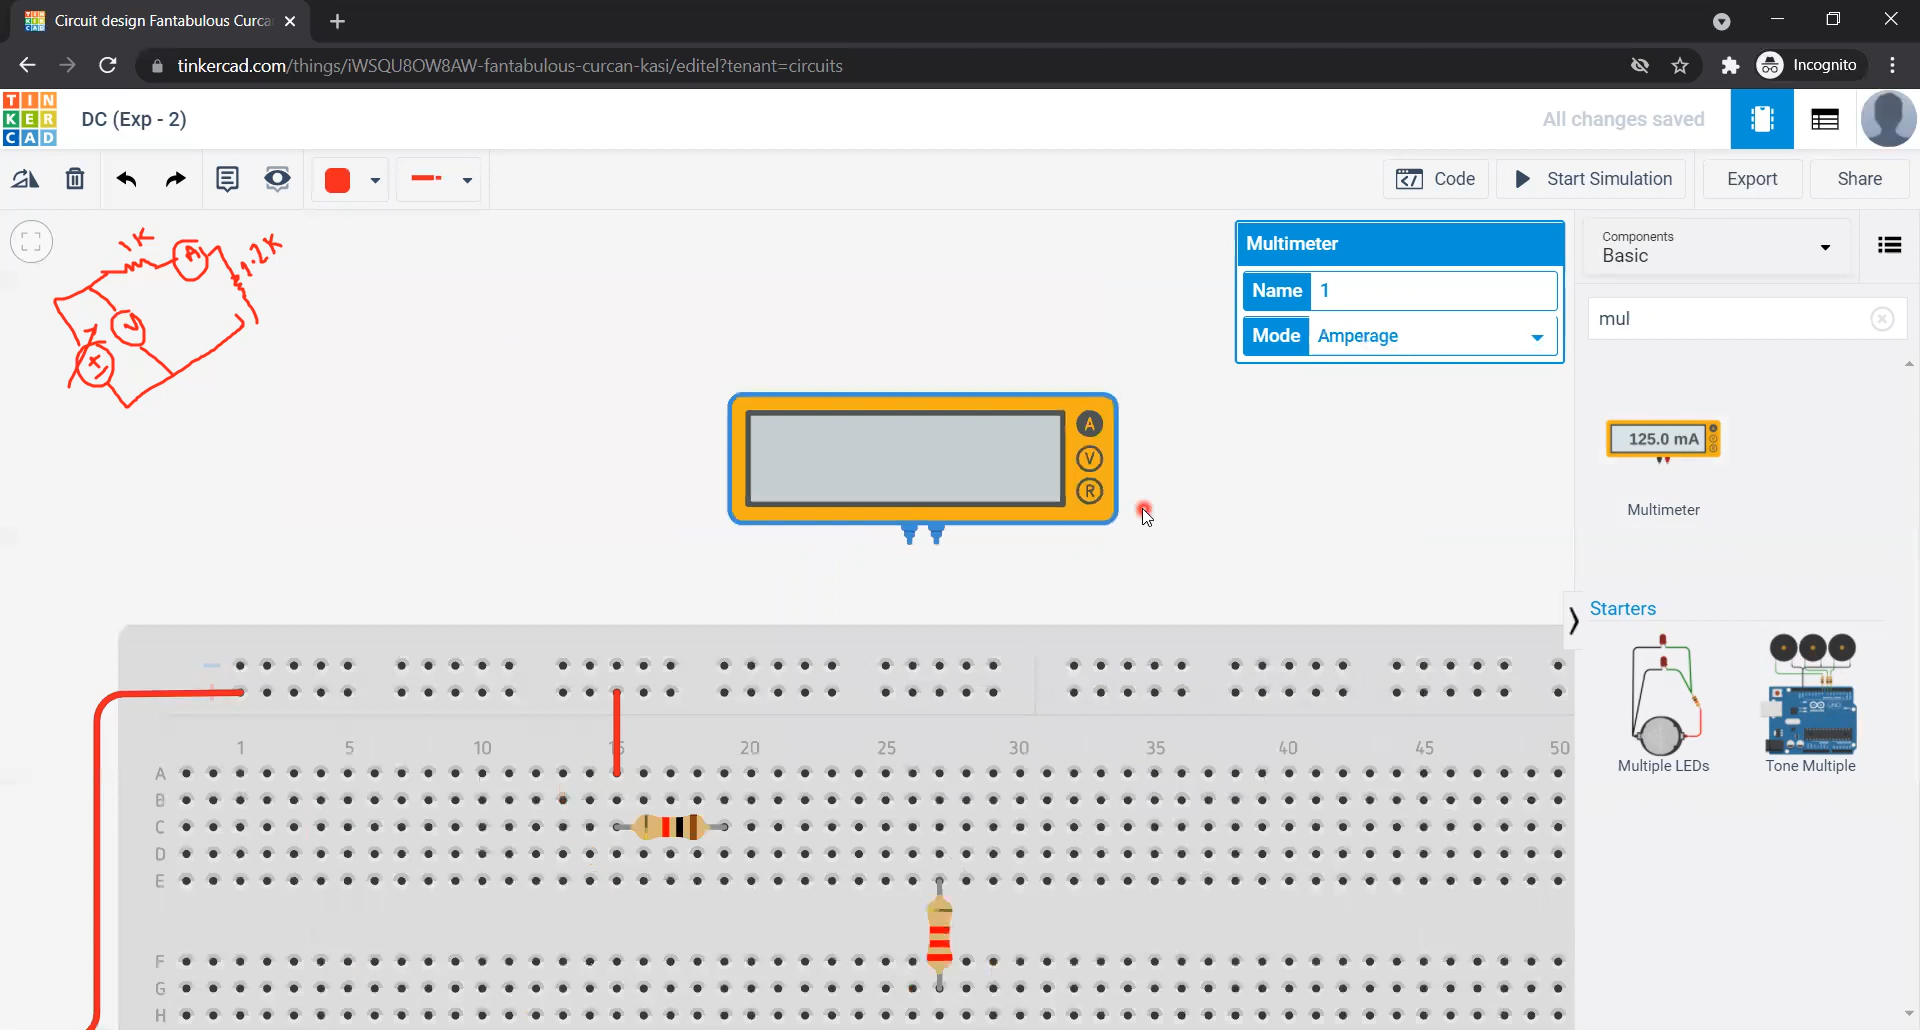 Circuit design Fantabulous Curca
tinkercad.com/things/iWSQU8OW8AW-fantabulous-curcan-kasi/editel?tenant=circuits
Incognito
TIN
KER
CAD
DC (Exp - 2)
All changes saved
Code
Start Simulation
Export
Share
1K
A
2.2K
V
Multimeter
Name 1
Mode Amperage
Components
Basic
mul
A
V
R
125.0 mA
Multimeter
Starters
Multiple LEDs
Tone Multiple
1 5 10 15 20 25 30 35 40 45 50
A
B
C
D
E
F
G
H